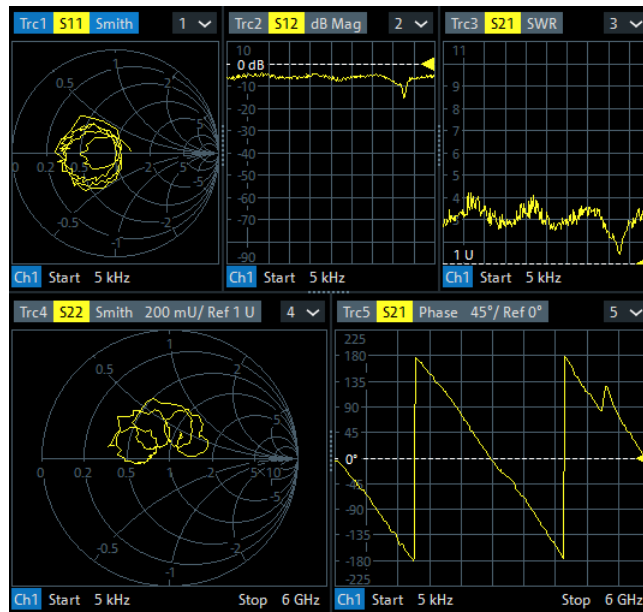 Trc1 S11 Smith 1
0.5 1 2 5
0 0.2 0.5 1 2 5
-0.5 -1 -2 -5
Ch1 Start 5 kHz
Trc2 S12 dB Mag 2
10
0 dB
-10
-20
-30
-40
-50
-60
-70
-80
-90
Ch1 Start 5 kHz
Trc3 S21 SWR 3
11
9
8
7
6
5
4
3
1 U
Ch1 Start 5 kHz
Trc4 S22 Smith 200 mU/ Ref 1 U 4
0.5 1 2
0 0.2 0.5 1 2 5 10
-0.5 -1 -2
Ch1 Start 5 kHz Stop 6 GHz
Trc5 S21 Phase 45°/ Ref 0° 5
225
180
135
90
45
0°
-45
-90
-135
-180
-225
Ch1 Start 5 kHz Stop 6 GHz